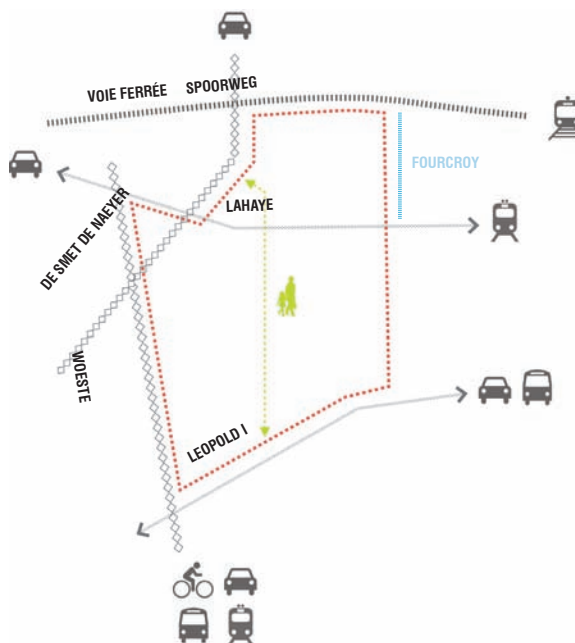 VOIE FERRÉE SPOORWEG
FOURCROY
LAHAYE
DE SMET DE NAEYER
WOESTE
LEOPOLD I